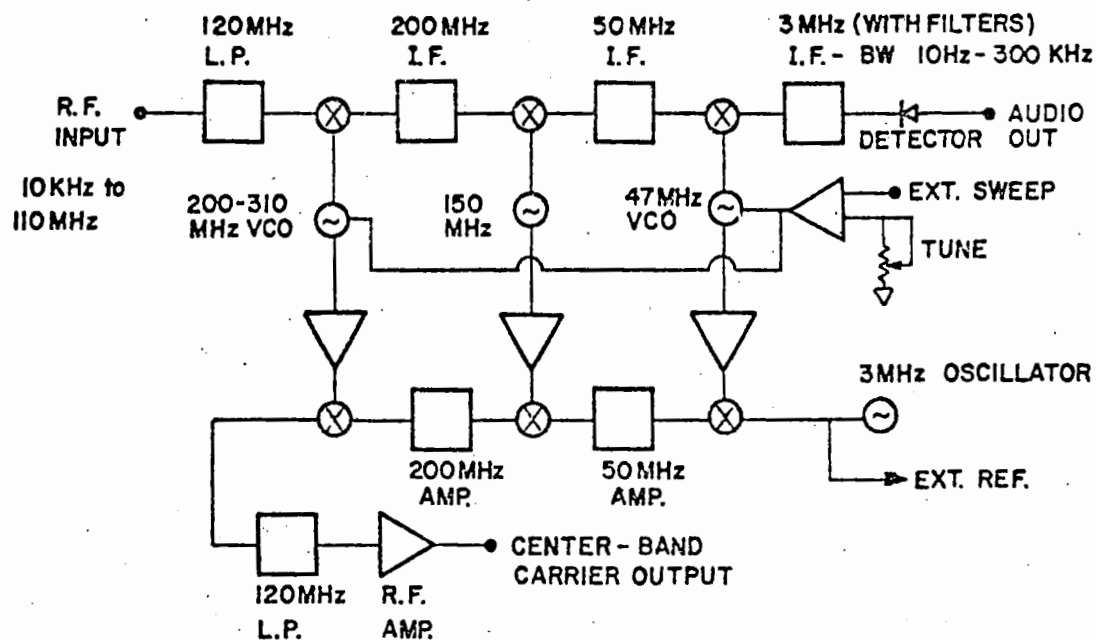 120MHz
L.P.
200MHz
I.F.
50MHz
I.F.
3MHz (WITH FILTERS)
I.F.- BW 10Hz-300 KHz
R.F.
INPUT
DETECTOR
AUDIO
OUT
10KHz to
110MHz
200-310
MHz VCO
150
MHz
47MHz
VCO
EXT. SWEEP
TUNE
3MHz OSCILLATOR
200MHz
AMP.
50MHz
AMP.
EXT. REF.
CENTER-BAND
CARRIER OUTPUT
120MHz
L.P.
R.F.
AMP.